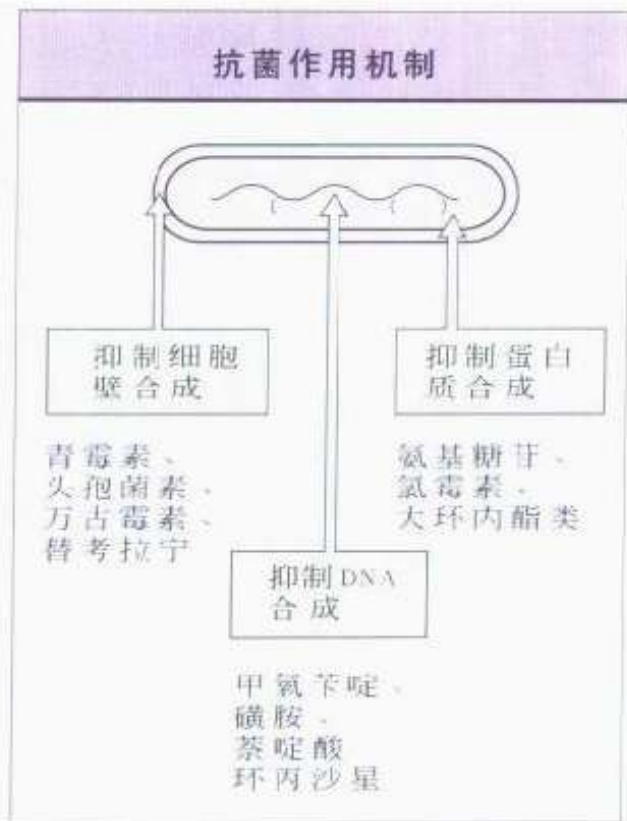 抗菌作用机制
抑制细胞
壁合成
青霉素、
头孢菌素、
万古霉素、
替考拉宁
抑制蛋白
质合成
氨基糖苷、
氯霉素、
大环内酯类
抑制DNA
合成
甲氧苄啶、
磺胺、
萘啶酸
环丙沙星